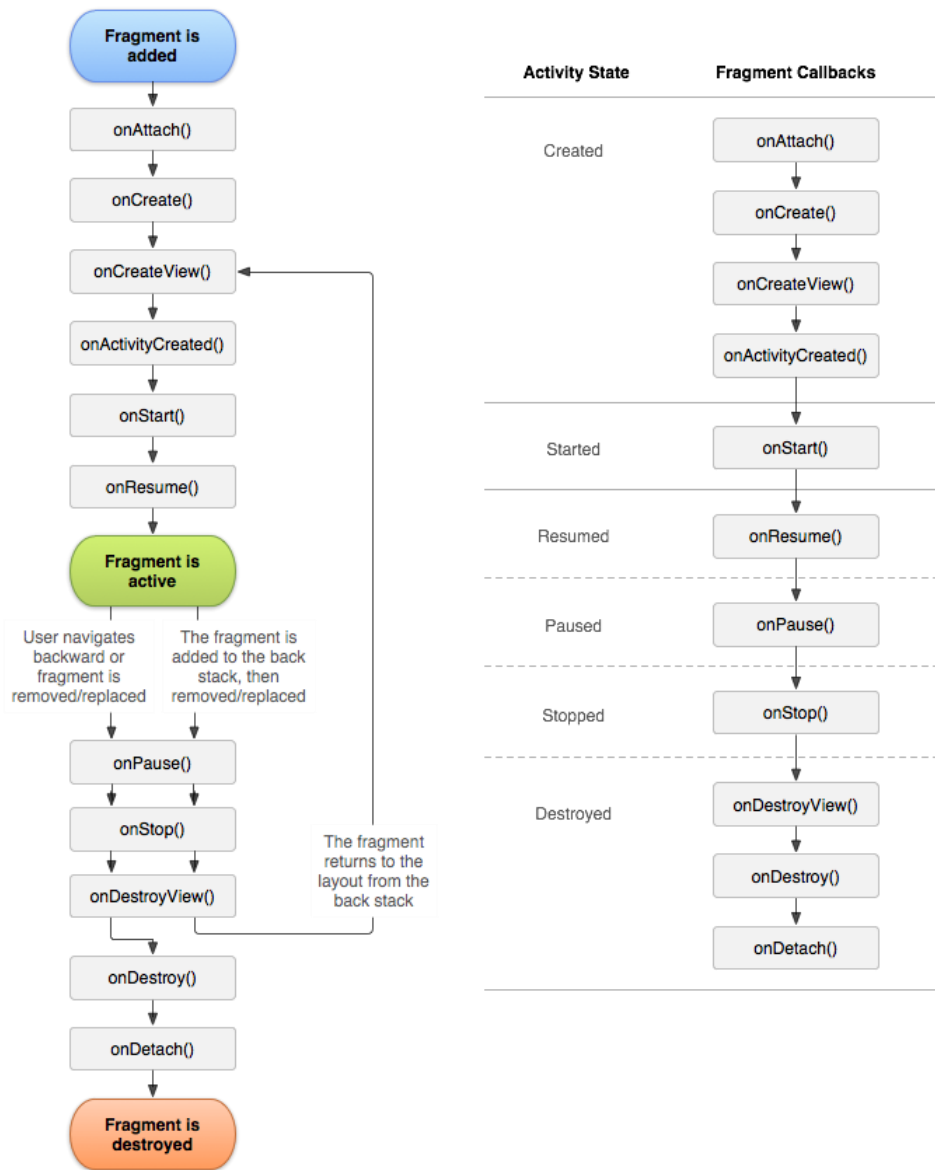 Fragment is
added
onAttach()
onCreate()
onCreateView()
onActivityCreated()
onStart()
onResume()
Fragment is
active
User navigates
backward or
fragment is
removed/replaced
The fragment is
added to the back
stack, then
removed/replaced
onPause()
onStop()
onDestroyView()
The fragment
returns to the
layout from the
back stack
onDestroy()
onDetach()
Fragment is
destroyed
Activity State
Fragment Callbacks
Created
onAttach()
onCreate()
onCreateView()
onActivityCreated()
Started
onStart()
Resumed
onResume()
Paused
onPause()
Stopped
onStop()
Destroyed
onDestroyView()
onDestroy()
onDetach()